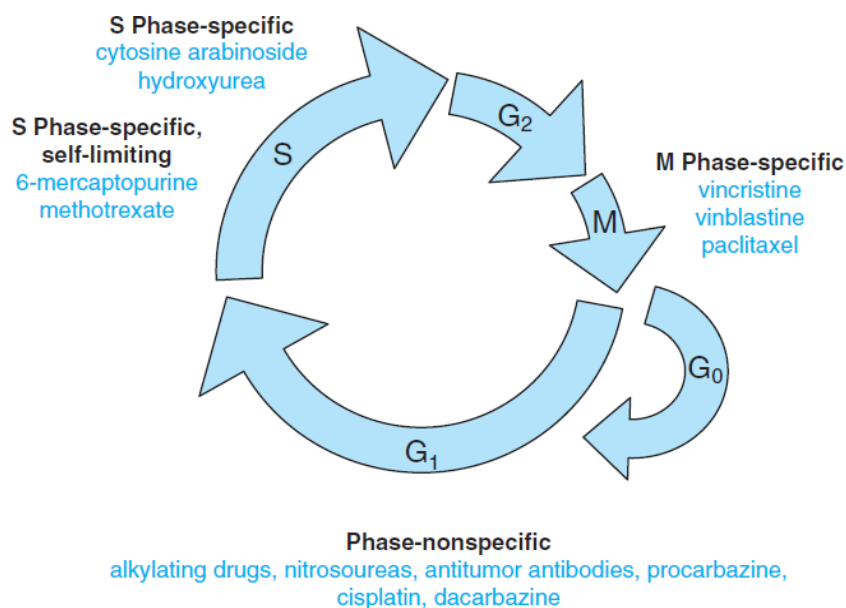 S Phase-specific
cytosine arabinoside
hydroxyurea
S Phase-specific,
self-limiting
6-mercaptopurine
methotrexate
S
G₂
M Phase-specific
vincristine
vinblastine
paclitaxel
M
G₀
G₁
Phase-nonspecific
alkylating drugs, nitrosoureas, antitumor antibodies, procarbazine,
cisplatin, dacarbazine